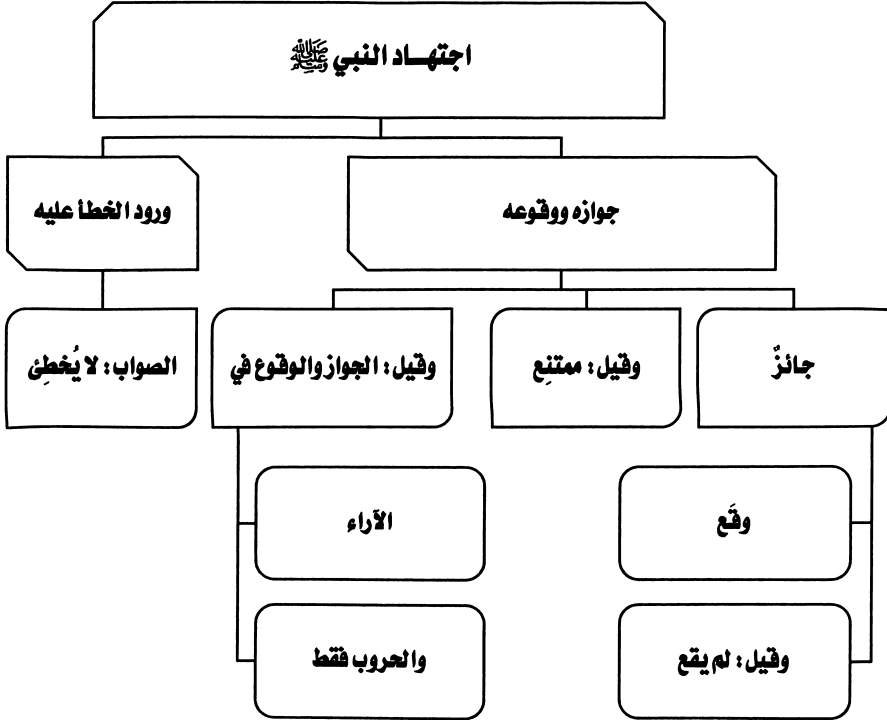 اجتهــاد النبي ﷺ
جوازه ووقوعه
ورود الخطأ عليه
جائزٌ
وقيل: ممتنِع
وقيل: الجواز والوقوع في
الصواب: لا يُخطِئ
وقَع
الآراء
وقيل: لم يقع
والحروب فقط